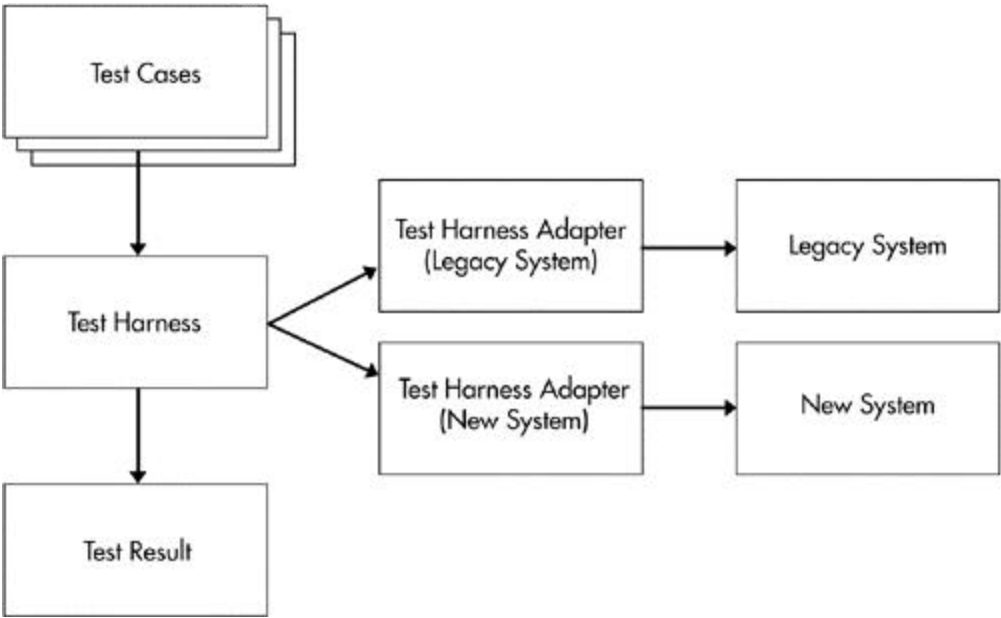 Test Cases
Test Harness Adapter
(Legacy System)
Legacy System
Test Harness
Test Harness Adapter
(New System)
New System
Test Result